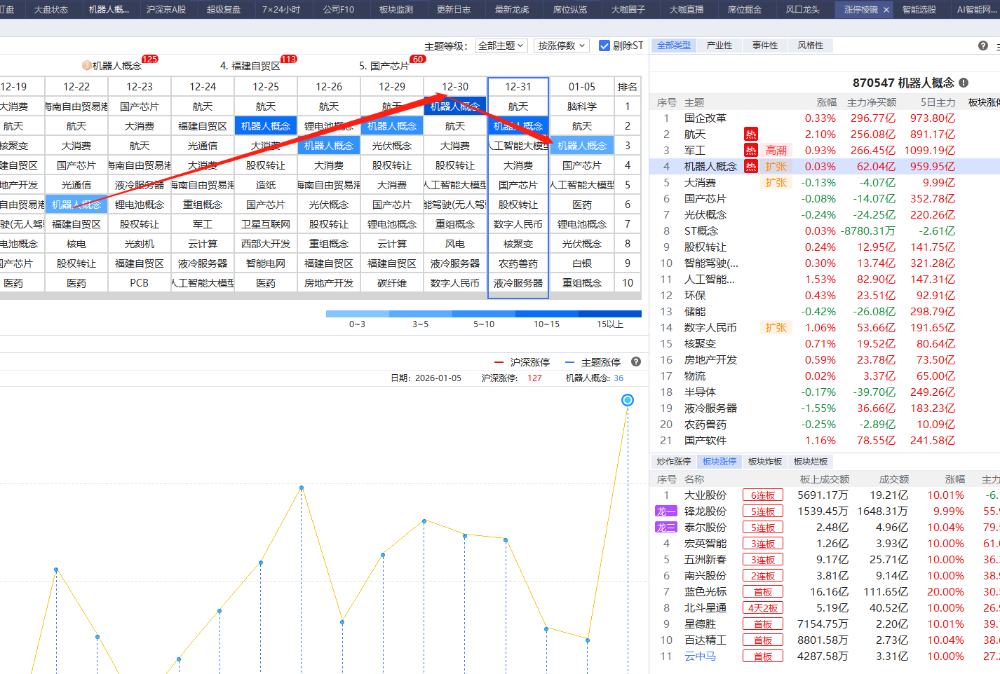 盯盘 大盘状态 机器人概... 沪深京A股 超级复盘 7×24小时 公司F10 板块监测 更新日志 最新龙虎 席位纵览 大咖圈子 大咖直播 席位掘金 风口龙头 涨停棱镜 × 智能选股 AI智能网...
主题等级： 全部主题 按涨停数 剔除ST
3 机器人概念 125 4. 福建自贸区 113 5. 国产芯片 60
12-19 12-22 12-23 12-24 12-25 12-26 12-29 12-30 12-31 01-05 排名
大消费 海南自由贸易港 国产芯片 航天 航天 航天 航天 机器人概念 航天 脑科学 1
航天 航天 大消费 福建自贸区 机器人概念 锂电池概念 机器人概念 航天 机器人概念 航天 2
核聚变 大消费 航天 光通信 大消费 机器人概念 光伏概念 大消费 人工智能大模型 机器人概念 3
建自贸区 国产芯片 海南自由贸易港 大消费 股权转让 大消费 股权转让 股权转让 大消费 国产芯片 4
地产开发 光通信 液冷服务器 海南自由贸易港 造纸 海南自由贸易港 大消费 人工智能大模型 国产芯片 人工智能大模型 5
自由贸易港 机器人概念 锂电池概念 重组概念 国产芯片 光伏概念 国产芯片 能驾驶(无人驾 股权转让 医药 6
驶(无人驾 福建自贸区 股权转让 军工 卫星互联网 股权转让 锂电池概念 重组概念 数字人民币 锂电池概念 7
电池概念 核电 光刻机 云计算 西部大开发 重组概念 云计算 风电 核聚变 光伏概念 8
国产芯片 股权转让 福建自贸区 液冷服务器 智能电网 福建自贸区 福建自贸区 液冷服务器 农药兽药 白银 9
医药 医药 PCB 人工智能大模型 医药 房地产开发 碳纤维 数字人民币 液冷服务器 重组概念 10
0~3 3~5 5~10 10~15 15以上
沪深涨停 主题涨停 ?
日期: 2026-01-05 沪深涨停: 127 机器人概念: 36
全部类型 产业性 事件性 风格性 ?
870547 机器人概念
序号 主题 涨幅 主力净买额 5日主力 板块涨停
1 国企改革 0.33% 296.77亿 973.80亿
2 航天 热 2.10% 256.08亿 891.17亿
3 军工 热 高潮 0.93% 266.45亿 1099.19亿
4 机器人概念 热 扩张 0.03% 62.04亿 959.95亿
5 大消费 扩张 -0.13% -4.07亿 9.99亿
6 国产芯片 -0.08% -14.07亿 352.78亿
7 光伏概念 -0.24% -24.25亿 220.26亿
8 ST概念 0.03% -8780.31万 -2.61亿
9 股权转让 0.24% 12.95亿 141.75亿
10 智能驾驶(... 0.30% 13.74亿 321.28亿
11 人工智能... 1.53% 82.90亿 147.31亿
12 环保 0.43% 23.51亿 92.91亿
13 储能 -0.42% -26.08亿 298.79亿
14 数字人民币 扩张 1.06% 53.66亿 191.65亿
15 核聚变 0.71% 19.52亿 80.64亿
16 房地产开发 0.59% 23.78亿 73.50亿
17 物流 0.02% 3.37亿 65.00亿
18 半导体 -0.17% -39.70亿 249.26亿
19 液冷服务器 -1.55% 36.66亿 183.23亿
20 农药兽药 -0.25% -2.89亿 10.09亿
21 国产软件 1.16% 78.55亿 241.58亿
炒作涨停 板块涨停 板块炸板 板块烂板
序号 名称 板上成交额 成交额 涨幅 主力
1 大业股份 6连板 5691.17万 19.21亿 10.01% -6.
龙一 锋龙股份 5连板 1539.45万 1648.31万 9.99% 55.
龙三 泰尔股份 5连板 2.48亿 4.96亿 10.04% 79.
4 宏英智能 3连板 1.26亿 3.93亿 10.00% 61.
5 五洲新春 3连板 9.17亿 25.71亿 10.00% 36.
6 南兴股份 2连板 3.81亿 9.14亿 10.00% 38.
7 蓝色光标 首板 16.16亿 111.65亿 20.00% 30.
8 北斗星通 4天2板 5.19亿 40.52亿 10.00% 26.
9 星德胜 首板 7154.75万 2.20亿 10.01% 39.
10 百达精工 首板 8801.58万 2.73亿 10.04% 38.
11 云中马 首板 4287.58万 3.31亿 10.00% 27.